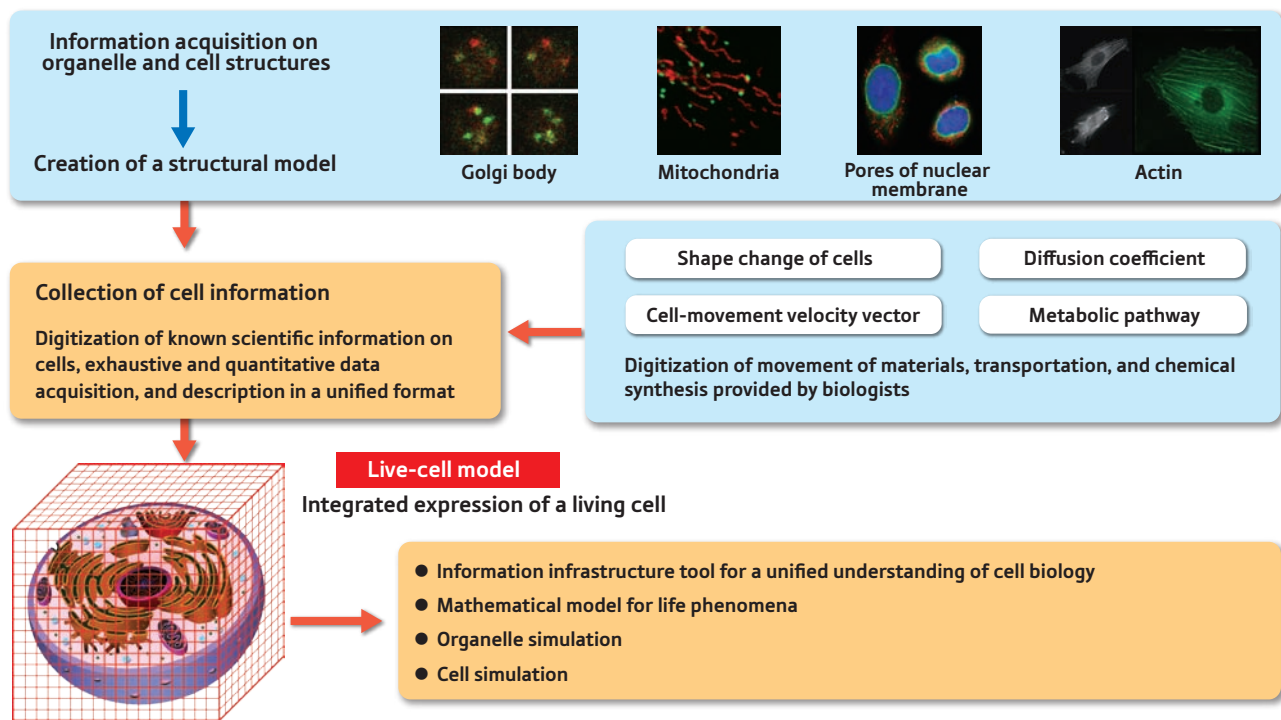 Information acquisition on
organelle and cell structures
Creation of a structural model
Golgi body
Mitochondria
Pores of nuclear
membrane
Actin
Shape change of cells
Diffusion coefficient
Cell-movement velocity vector
Metabolic pathway
Digitization of movement of materials, transportation, and chemical
synthesis provided by biologists
Collection of cell information
Digitization of known scientific information on
cells, exhaustive and quantitative data
acquisition, and description in a unified format
Live-cell model
Integrated expression of a living cell
● Information infrastructure tool for a unified understanding of cell biology
● Mathematical model for life phenomena
● Organelle simulation
● Cell simulation